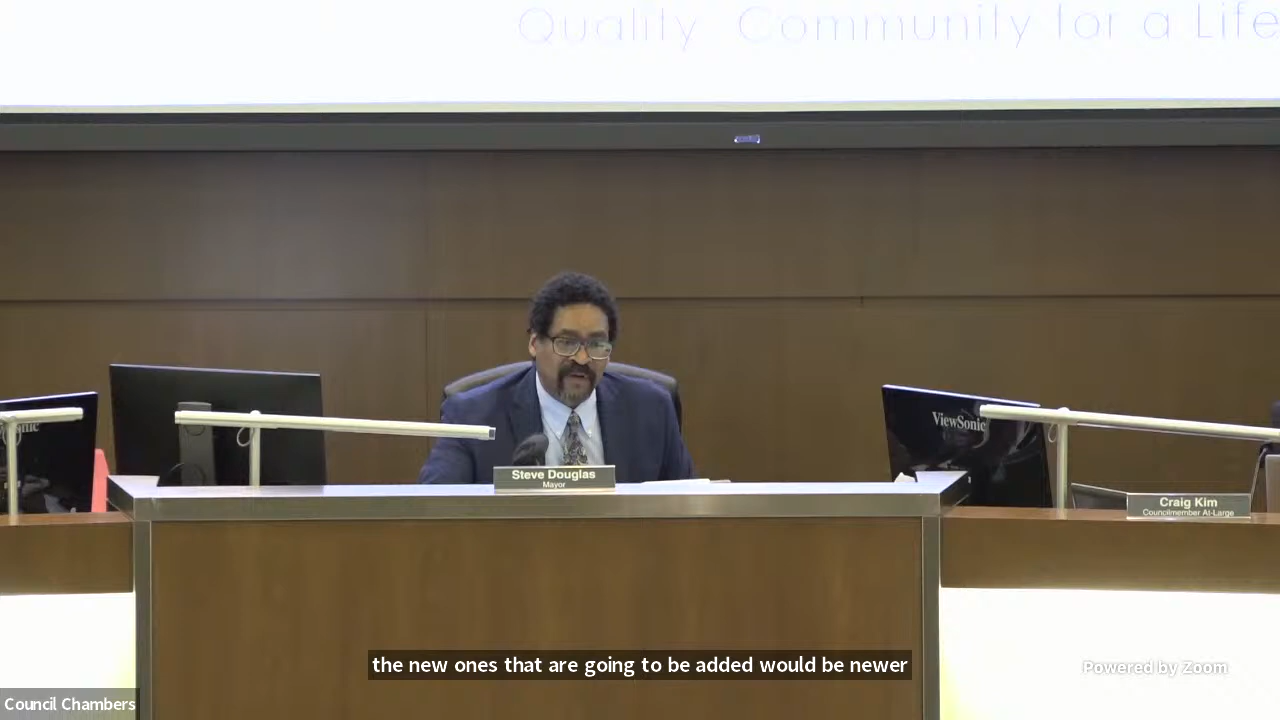 Quality Community for a Life
ViewSonic
Steve Douglas
Mayor
Craig Kim
Councilmember At-Large
the new ones that are going to be added would be newer
Powered by Zoom
Council Chambers